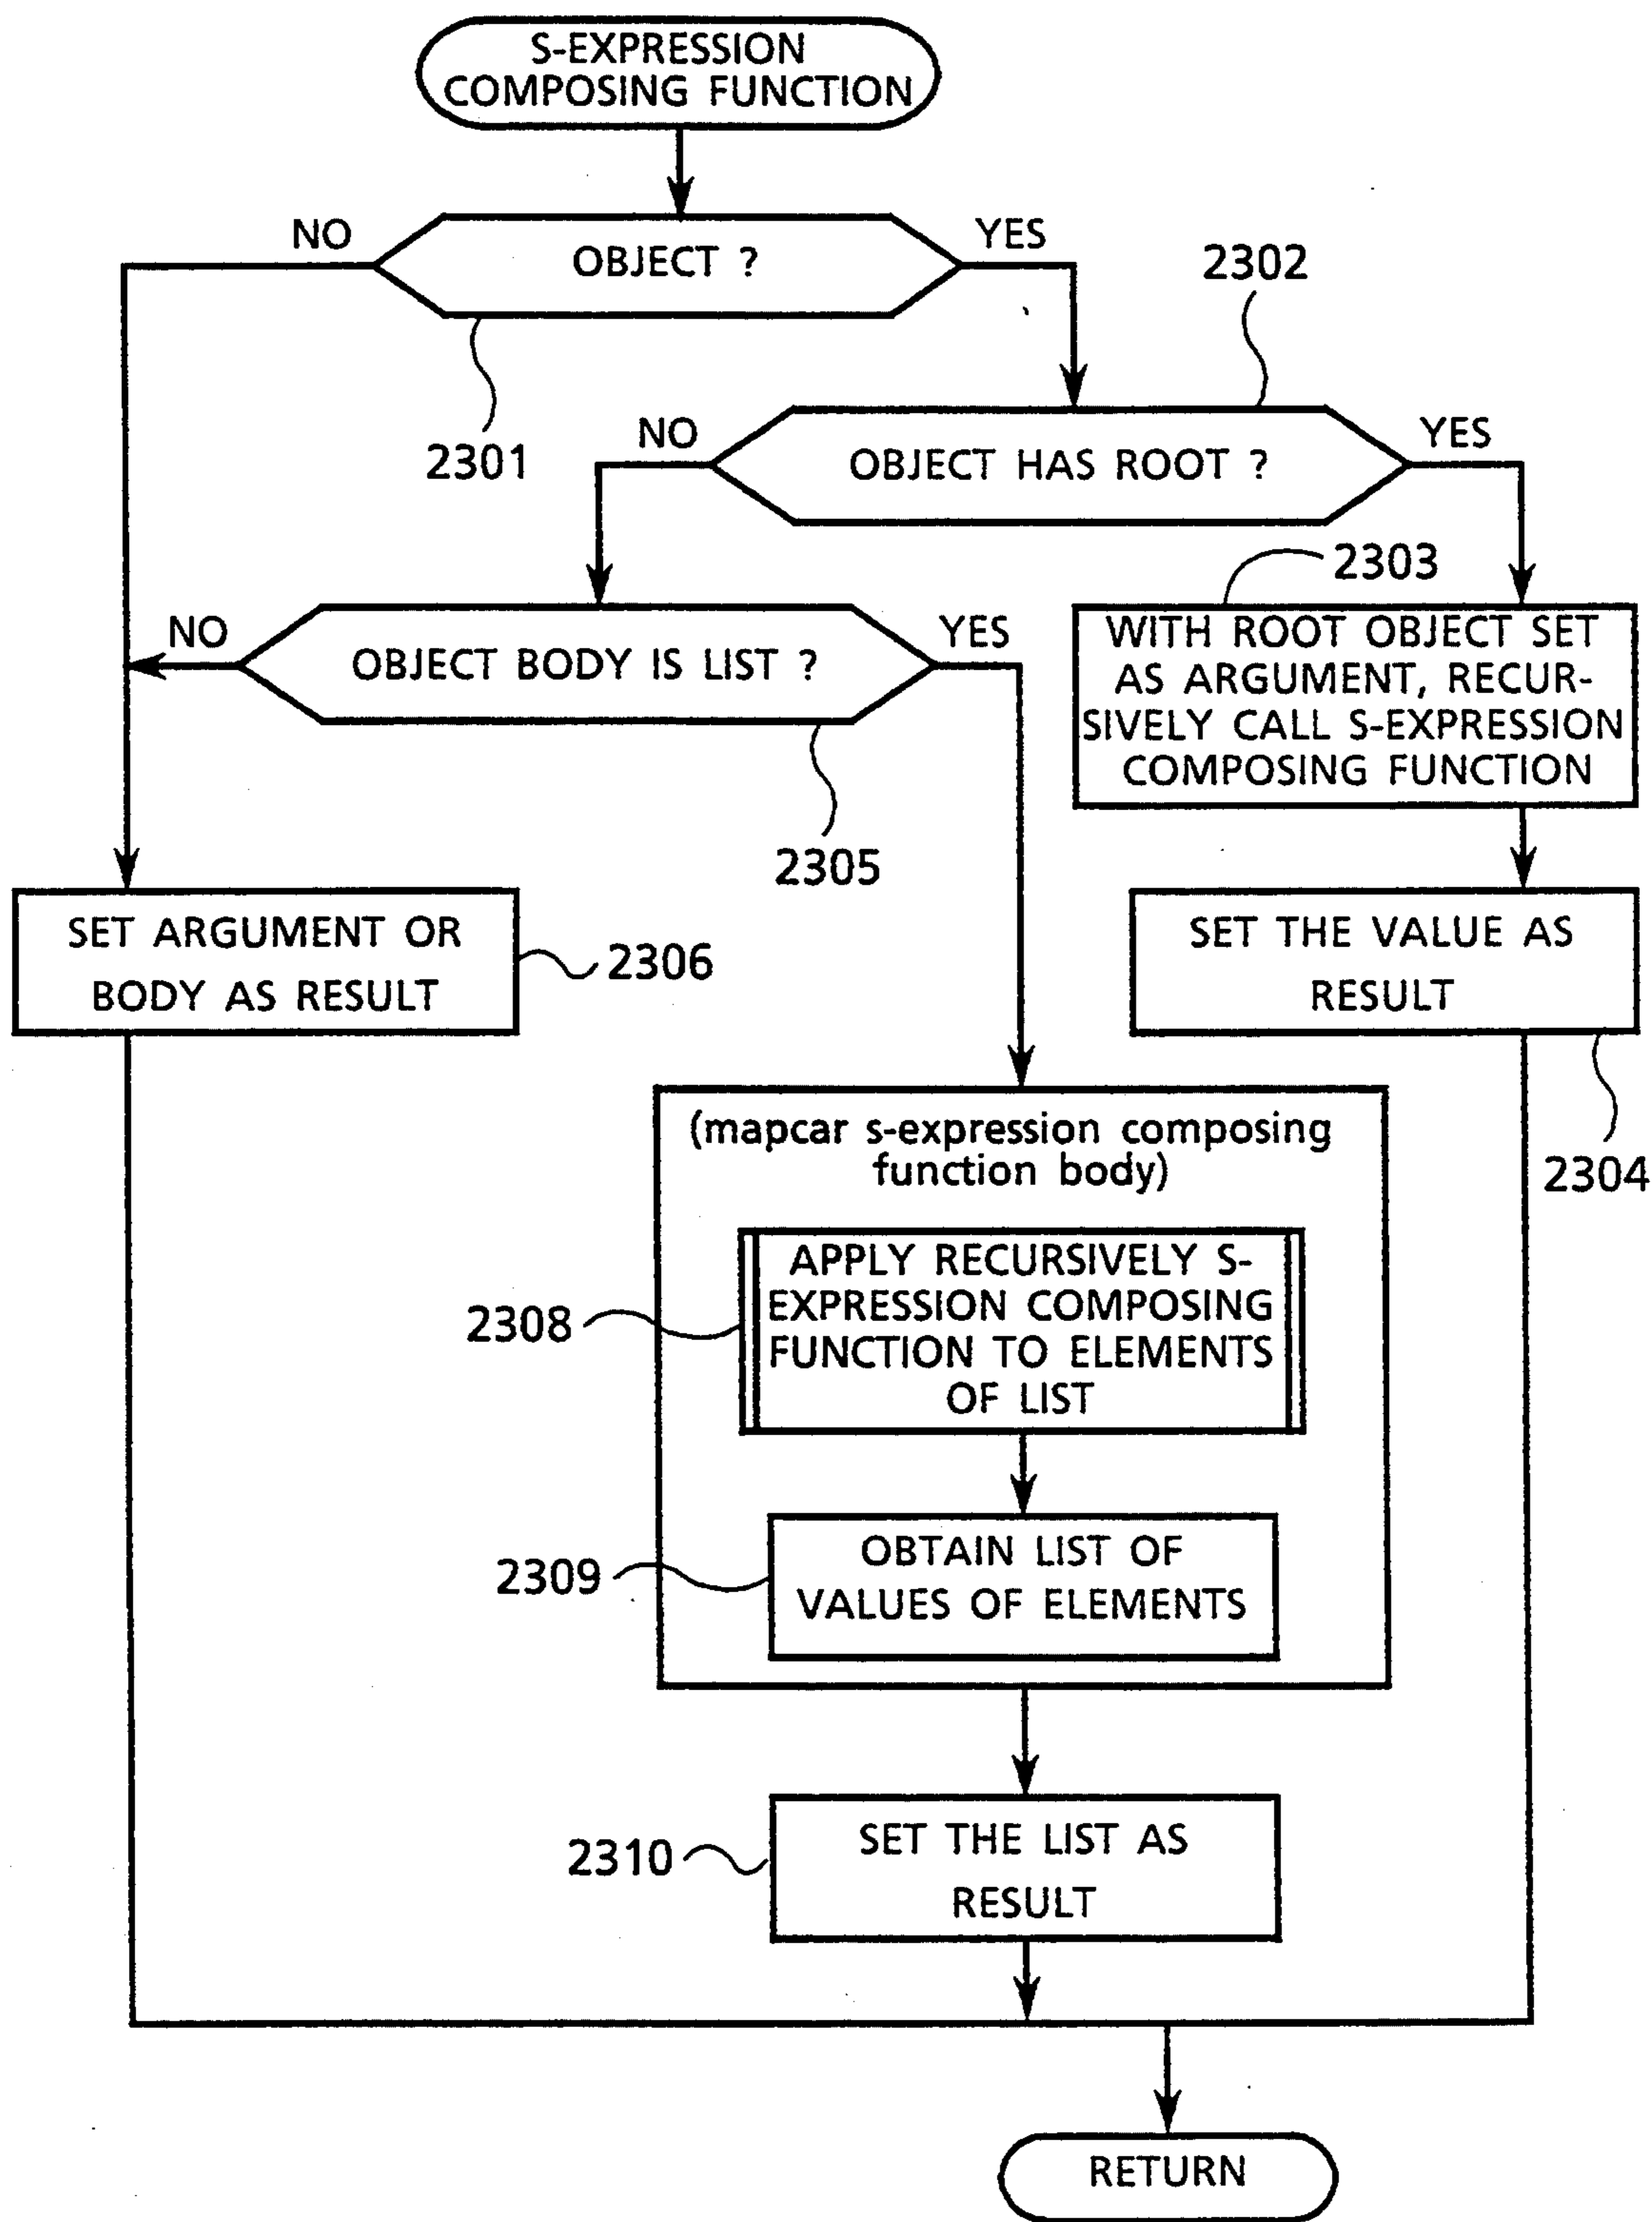 S-EXPRESSION
COMPOSING FUNCTION
NO
OBJECT ?
YES
2301
2302
NO
OBJECT HAS ROOT ?
YES
2303
NO
OBJECT BODY IS LIST ?
YES
2305
WITH ROOT OBJECT SET
AS ARGUMENT, RECUR-
SIVELY CALL S-EXPRESSION
COMPOSING FUNCTION
SET ARGUMENT OR
BODY AS RESULT
2306
SET THE VALUE AS
RESULT
2304
(mapcar s-expression composing
function body)
2308
APPLY RECURSIVELY S-
EXPRESSION COMPOSING
FUNCTION TO ELEMENTS
OF LIST
2309
OBTAIN LIST OF
VALUES OF ELEMENTS
2310
SET THE LIST AS
RESULT
RETURN